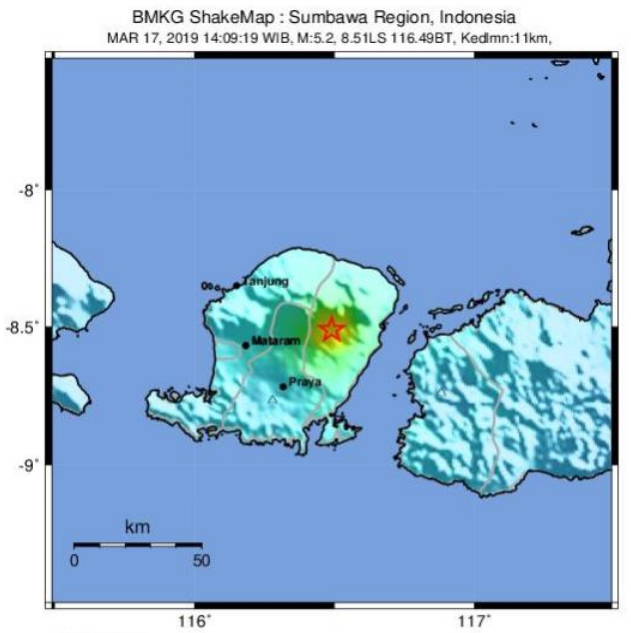 BMKG ShakeMap : Sumbawa Region, Indonesia
MAR 17, 2019 14:09:19 WIB, M:5.2, 8.51LS 116.49BT, Kedlmn:11km,
-8˚
Tanjung
-8.5˚
Mataram
Praya
-9˚
km
0 50
116˚ 117˚